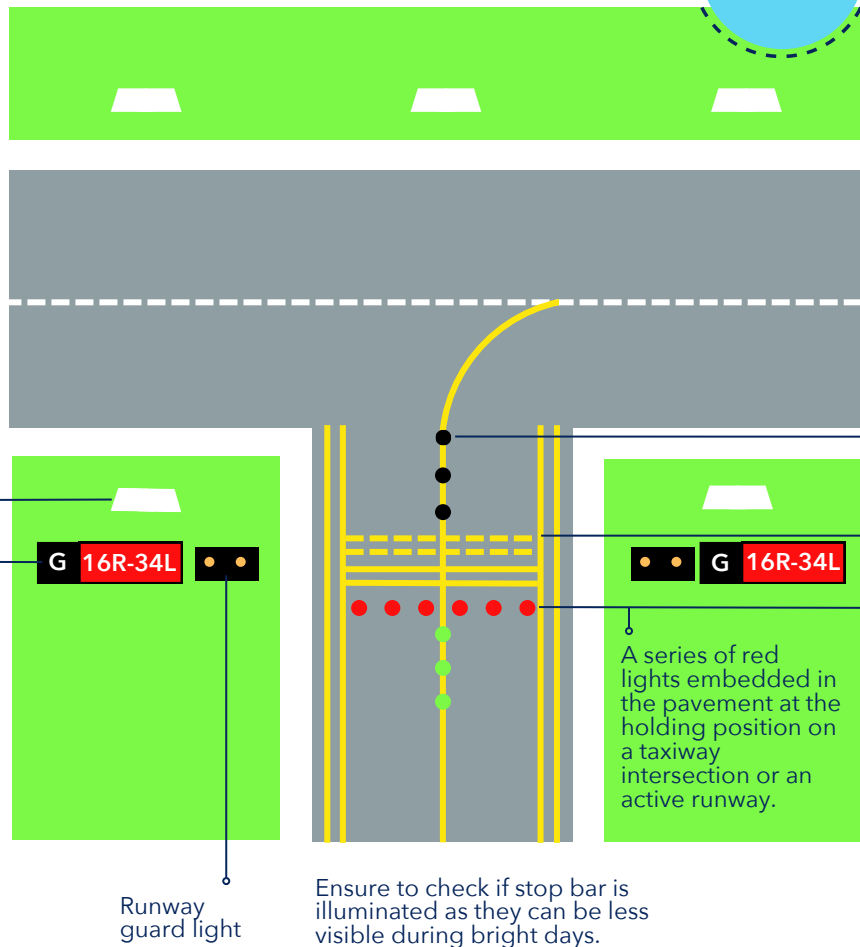 G 16R-34L
G 16R-34L
A series of red
lights embedded in
the pavement at the
holding position on
a taxiway
intersection or an
active runway.
Runway
guard light
Ensure to check if stop bar is
illuminated as they can be less
visible during bright days.